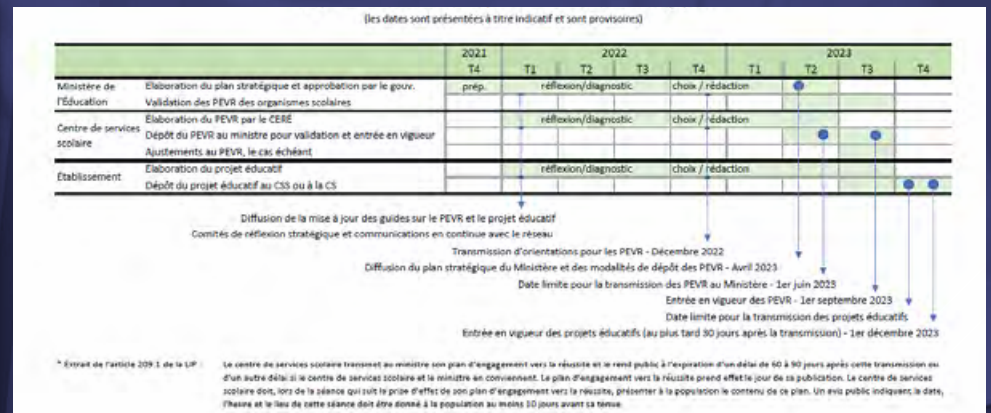 (les dates sont présentées à titre indicatif et sont provisoires)
2021 2022 2023
T4 T1 T2 T3 T4 T1 T2 T3 T4
Ministère de l'Éducation
Élaboration du plan stratégique et approbation par le gouv. prép. réflexion/diagnostic choix / rédaction
Validation des PEVR des organismes scolaires
Centre de services scolaire
Élaboration du PEVR par le CERÉ réflexion/diagnostic choix / rédaction
Dépôt du PEVR au ministre pour validation et entrée en vigueur
Ajustements au PEVR, le cas échéant
Établissement
Élaboration du projet éducatif réflexion/diagnostic choix / rédaction
Dépôt du projet éducatif au CSS ou à la CS
Diffusion de la mise à jour des guides sur le PEVR et le projet éducatif
Comités de réflexion stratégique et communications en continue avec le réseau
Transmission d'orientations pour les PEVR - Décembre 2022
Diffusion du plan stratégique du Ministère et des modalités de dépôt des PEVR - Avril 2023
Date limite pour la transmission des PEVR au Ministère - 1er juin 2023
Entrée en vigueur des PEVR - 1er septembre 2023
Date limite pour la transmission des projets éducatifs
Entrée en vigueur des projets éducatifs (au plus tard 30 jours après la transmission) - 1er décembre 2023
* Extrait de l'article 209.1 de la LIP :
Le centre de services scolaire transmet au ministre son plan d'engagement vers la réussite et le rend public à l'expiration d'un délai de 60 à 90 jours après cette transmission ou
d'un autre délai si le centre de services scolaire et le ministre en conviennent. Le plan d'engagement vers la réussite prend effet le jour de sa publication. Le centre de services
scolaire doit, lors de la séance qui suit la prise d'effet de son plan d'engagement vers la réussite, présenter à la population le contenu de ce plan. Un avis public indiquant la date,
l'heure et le lieu de cette séance doit être donné à la population au moins 10 jours avant sa tenue.